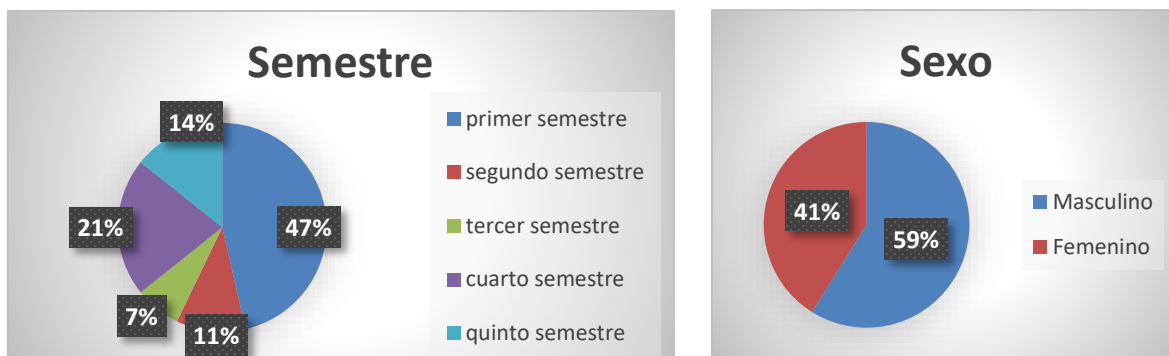 Semestre
14%
47%
21%
7%
11%
primer semestre
segundo semestre
tercer semestre
cuarto semestre
quinto semestre
Sexo
41%
59%
Masculino
Femenino